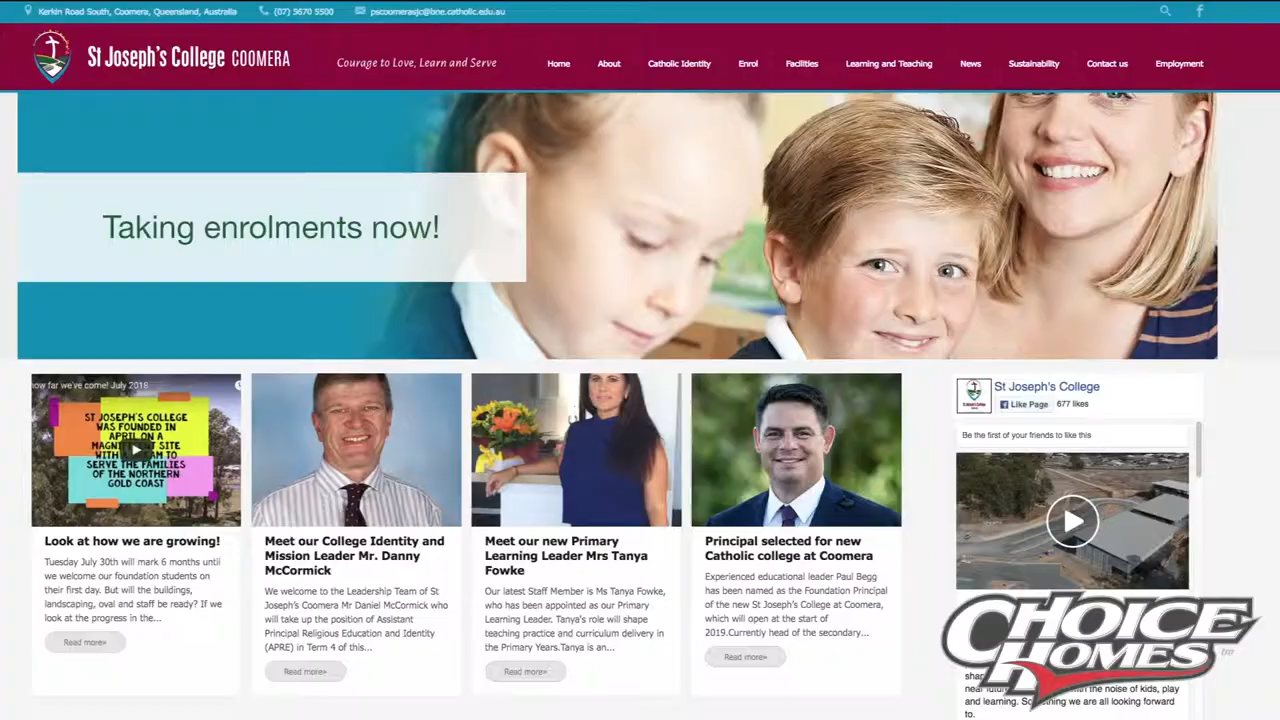 Kerkin Road South, Coomera, Queensland, Australia
(07) 5670 5500
pscoomerasjc@bne.catholic.edu.au
St Joseph's College COOMERA
Courage to Love, Learn and Serve
Home
About
Catholic Identity
Enrol
Facilities
Learning and Teaching
News
Sustainability
Contact us
Employment
Taking enrolments now!
how far we've come! July 2018
ST JOSEPH'S COLLEGE
WAS FOUNDED IN
APRIL ON A
SERVE THE FAMILIES
OF THE NORTHERN
GOLD COAST
Look at how we are growing!
Tuesday July 30th will mark 6 months until
we welcome our foundation students on
their first day. But will the buildings,
landscaping, oval and staff be ready? If we
look at the progress in the...
Read more»
Meet our College Identity and
Mission Leader Mr. Danny
McCormick
We welcome to the Leadership Team of St
Joseph's Coomera Mr Daniel McCormick who
will take up the position of Assistant
Principal Religious Education and Identity
(APRE) in Term 4 of this...
Read more»
Meet our new Primary
Learning Leader Mrs Tanya
Fowke
Our latest Staff Member is Ms Tanya Fowke,
who has been appointed as our Primary
Learning Leader. Tanya's role will shape
teaching practice and curriculum delivery in
the Primary Years.Tanya is an...
Read more»
Principal selected for new
Catholic college at Coomera
Experienced educational leader Paul Begg
has been named as the Foundation Principal
of the new St Joseph's College at Coomera,
which will open at the start of
2019.Currently head of the secondary...
Read more»
St Joseph's College
Like Page
677 likes
Be the first of your friends to like this
CHOICE
HOMES
the noise of kids, play
and learning. we are all looking forward
to.